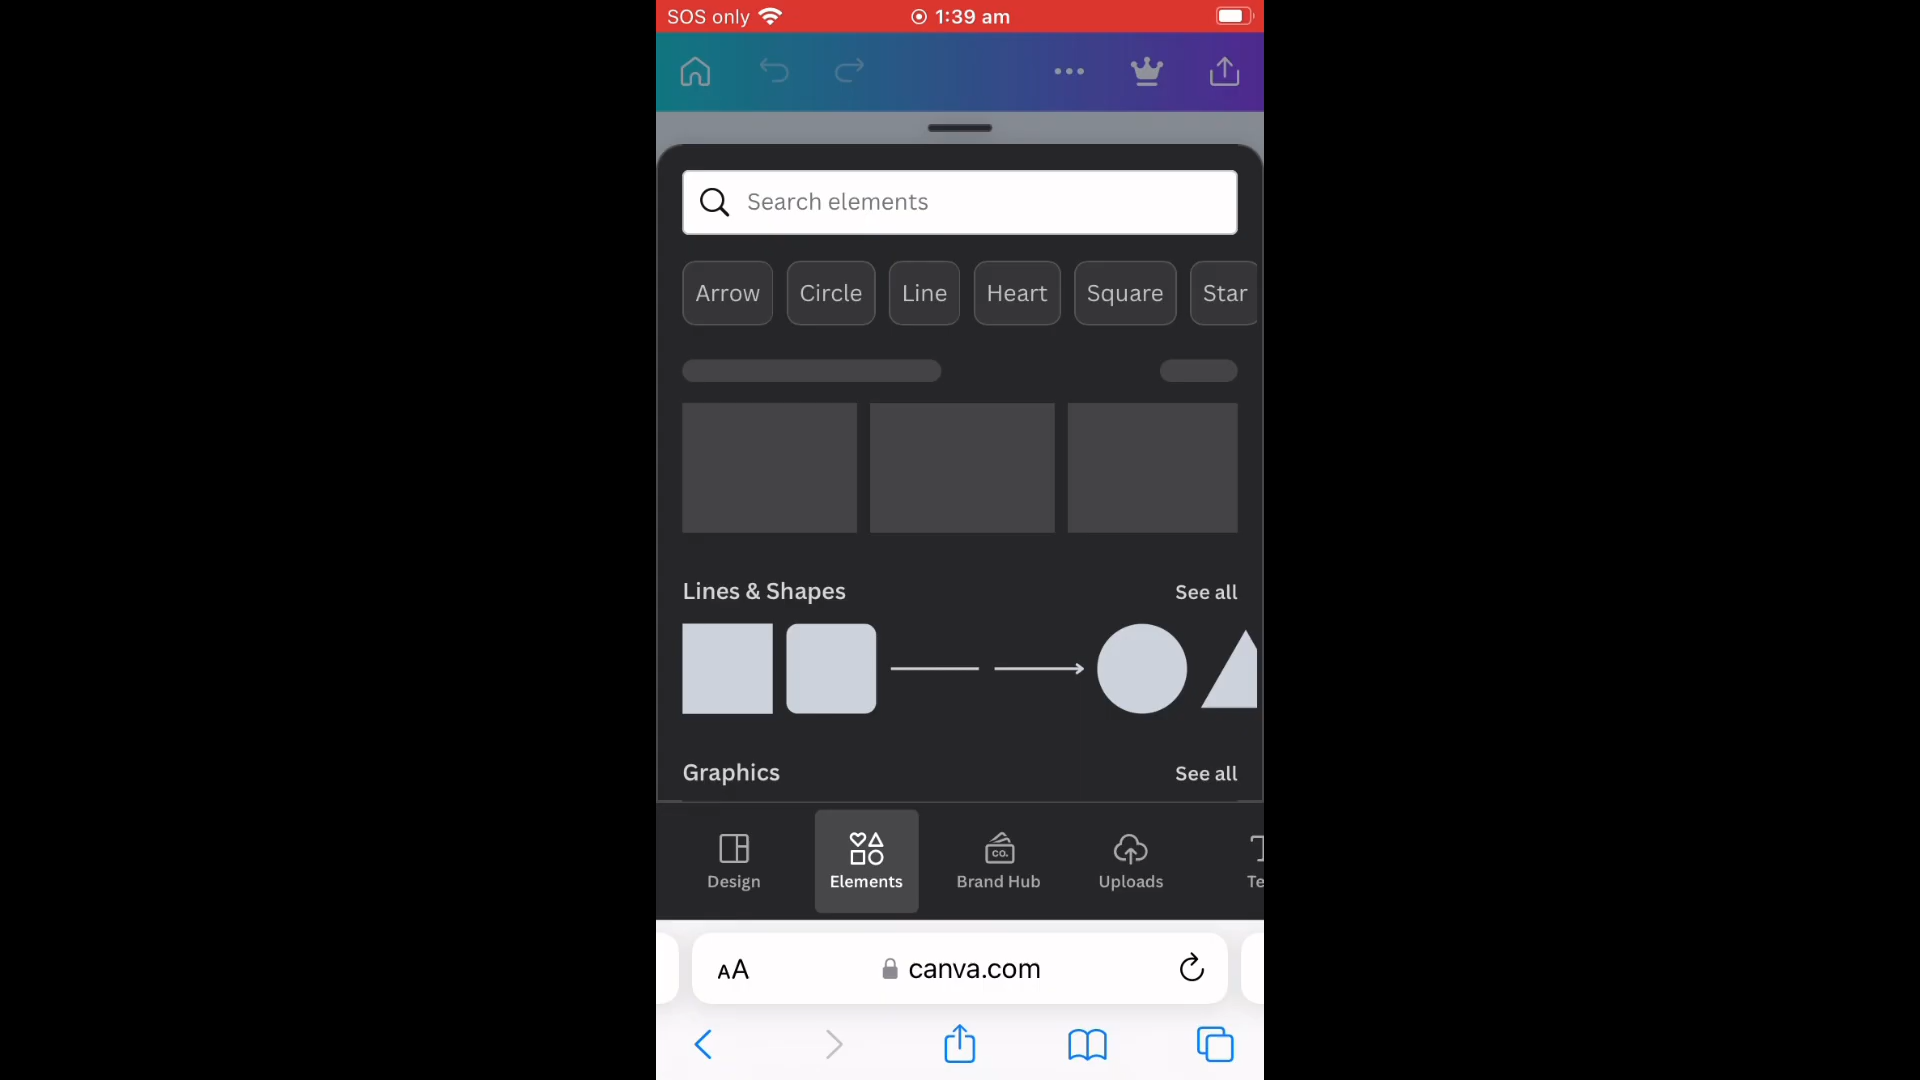 SOS only 1:39 am
Search elements
Arrow Circle Line Heart Square Star
Lines & Shapes See all
Graphics See all
CO.
Design Elements Brand Hub Uploads Te
AA canva.com